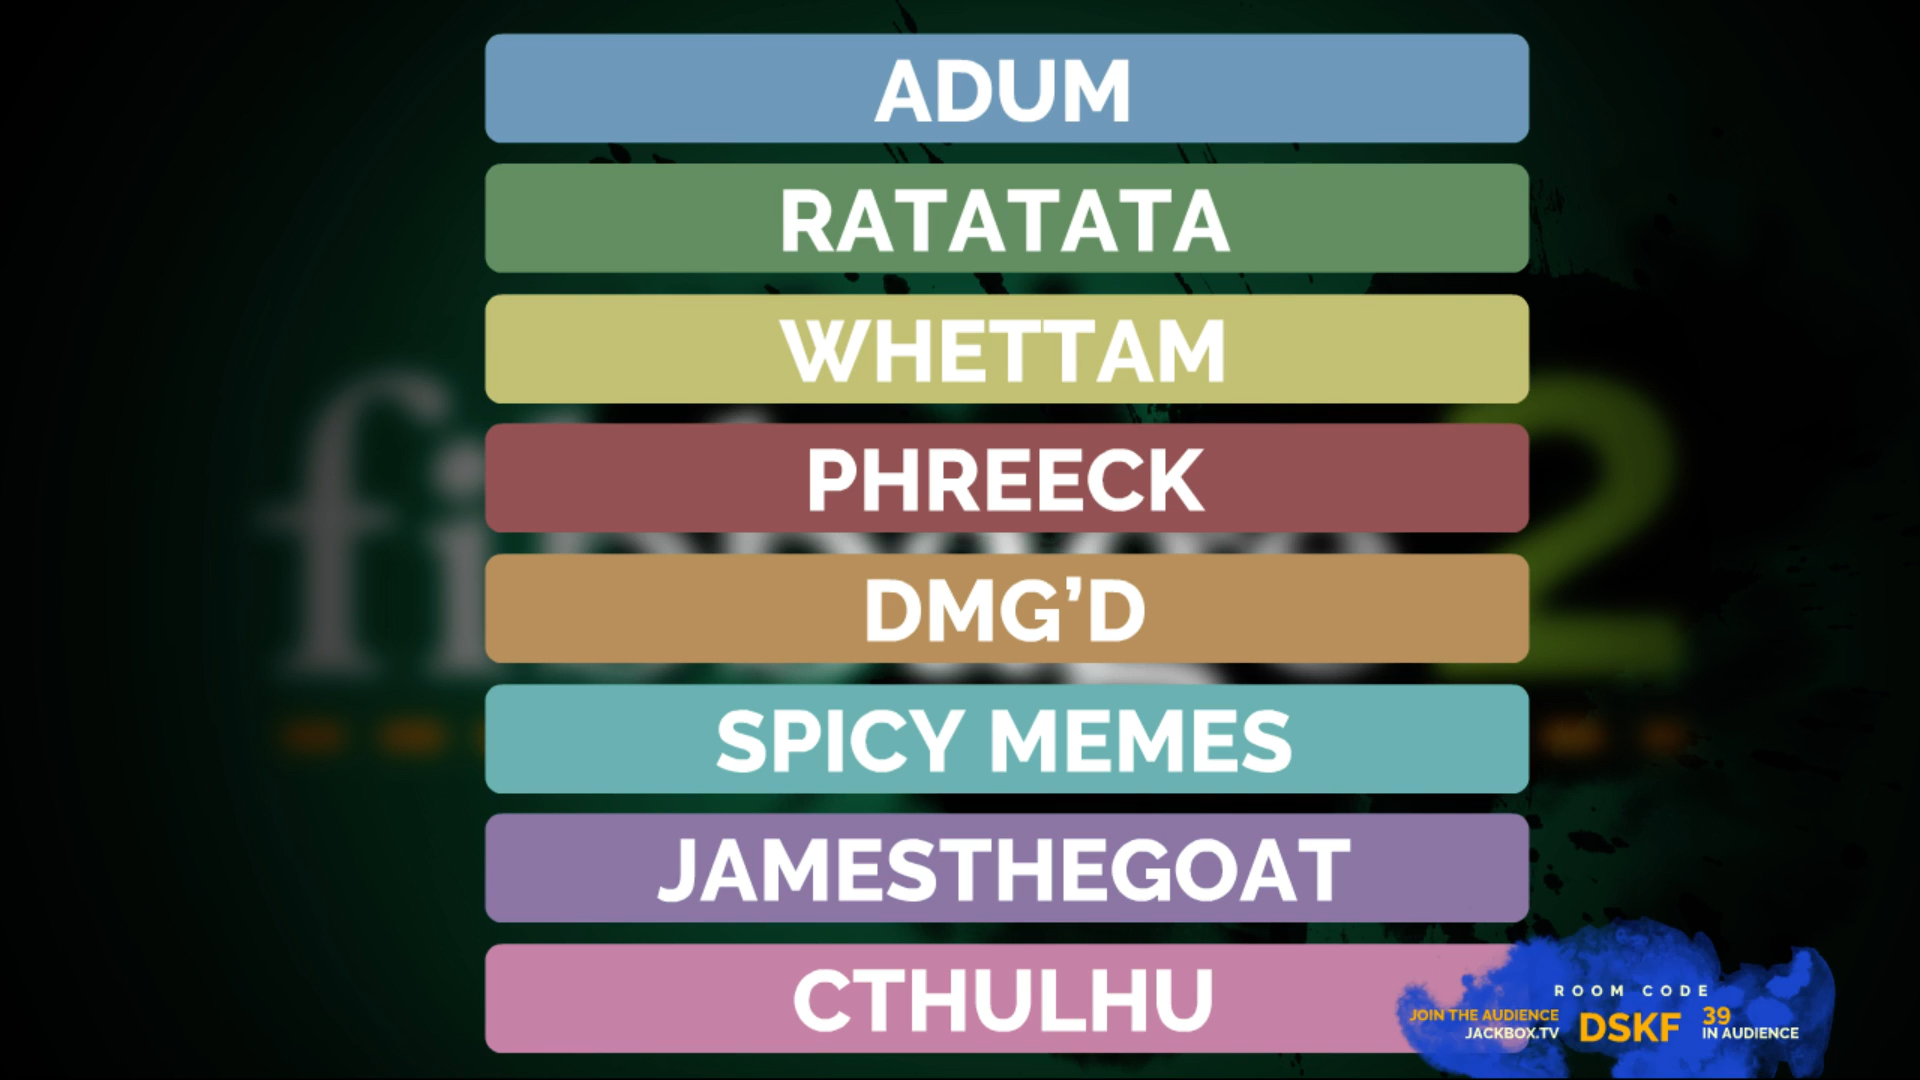 ADUM
RATATATA
WHETTAM
PHREECK
DMG’D
SPICY MEMES
JAMESTHEGOAT
CTHULHU
2
ROOM CODE
JOIN THE AUDIENCE
JACKBOX.TV
DSKF
39
IN AUDIENCE